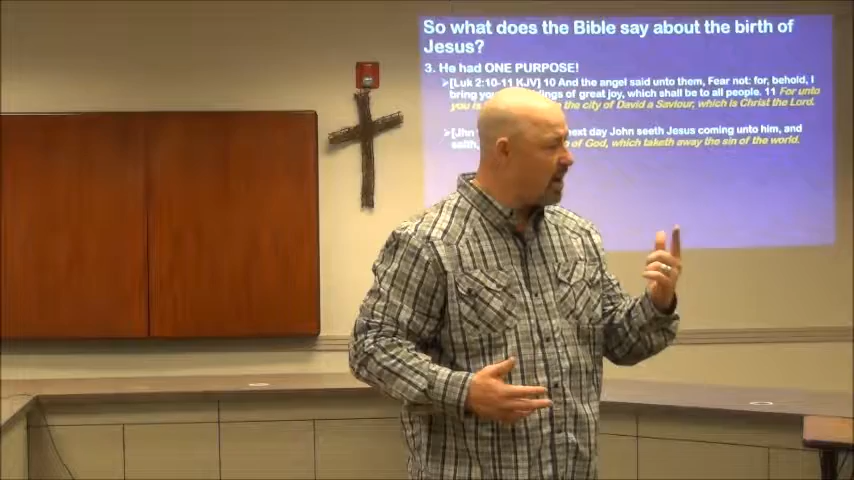 So what does the Bible say about the birth of
Jesus?
3. He had ONE PURPOSE!
➢[Luk 2:10-11 KJV] 10 And the angel said unto them, Fear not: for, behold, I
bring you dings of great joy, which shall be to all people. 11 For unto
you is the city of David a Saviour, which is Christ the Lord.
➢[Jhn next day John seeth Jesus coming unto him, and
saith, of God, which taketh away the sin of the world.